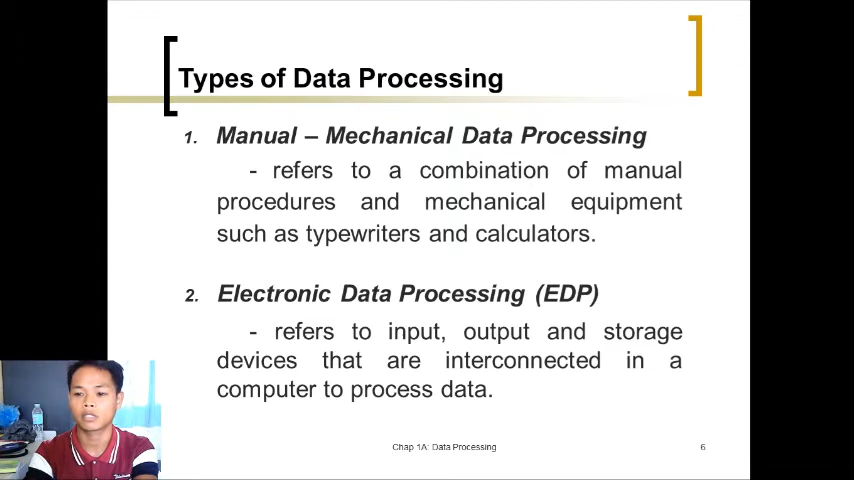 Types of Data Processing
1. Manual – Mechanical Data Processing
- refers to a combination of manual
procedures and mechanical equipment
such as typewriters and calculators.
2. Electronic Data Processing (EDP)
- refers to input, output and storage
devices that are interconnected in a
computer to process data.
Chap 1A: Data Processing
6